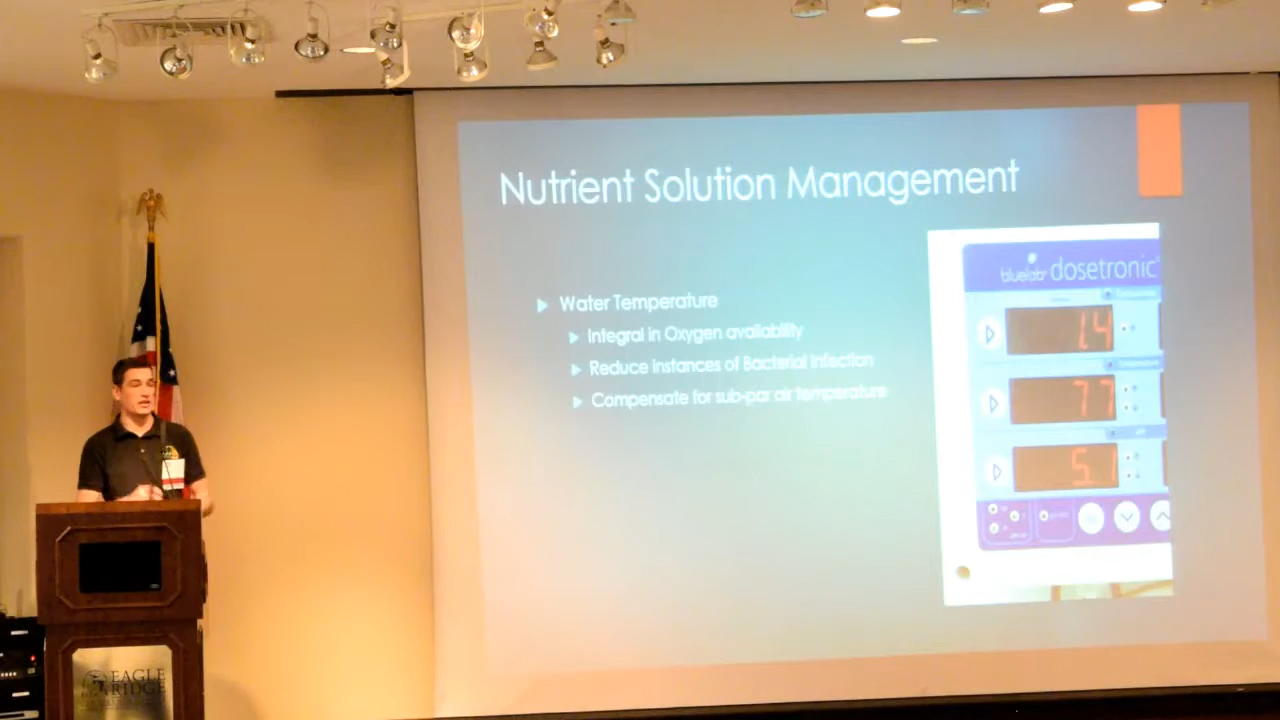 Nutrient Solution Management
Water Temperature
Integral in Oxygen availability
Reduce instances of Bacterial Infection
Compensate for sub-par air temperature
bluelab dosetronic
1.4
77
5.1
EAGLE
RIDGE